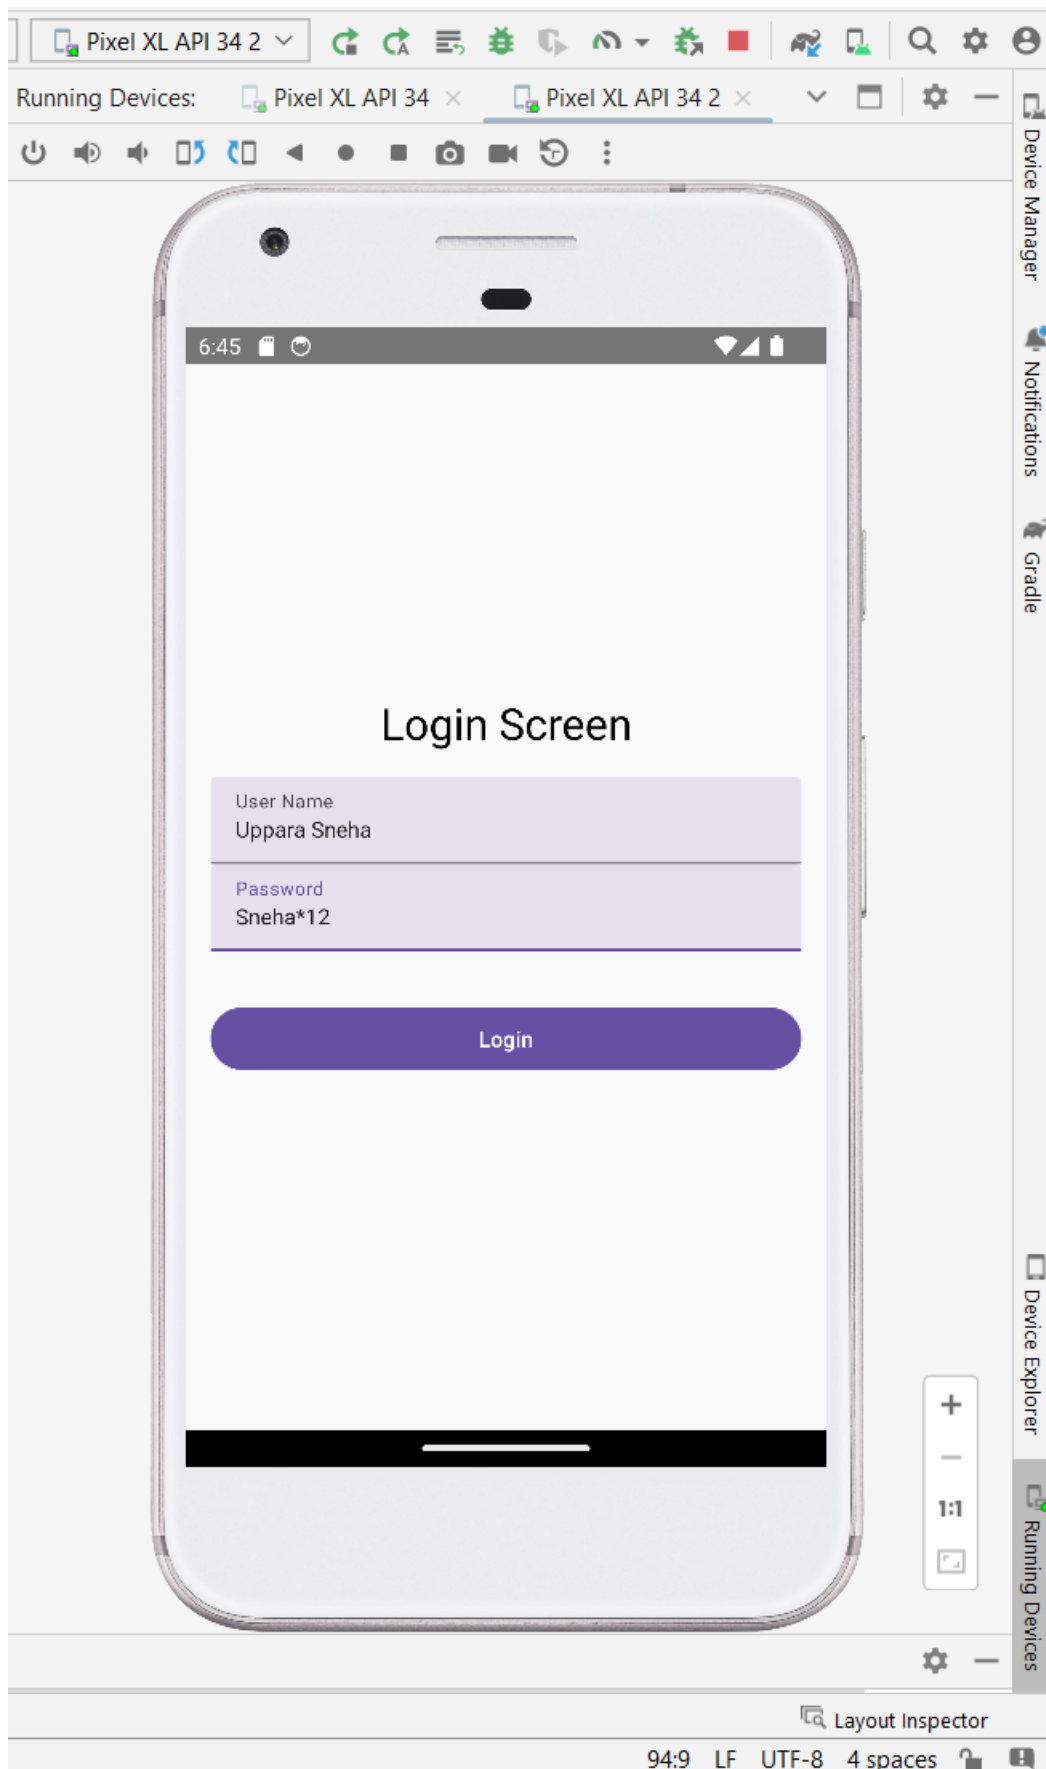 Pixel XL API 34 2
Running Devices:
Pixel XL API 34
Pixel XL API 34 2
Device Manager
Notifications
Gradle
6:45
Login Screen
User Name
Uppara Sneha
Password
Sneha*12
Login
Device Explorer
1:1
Running Devices
Layout Inspector
94:9 LF UTF-8 4 spaces